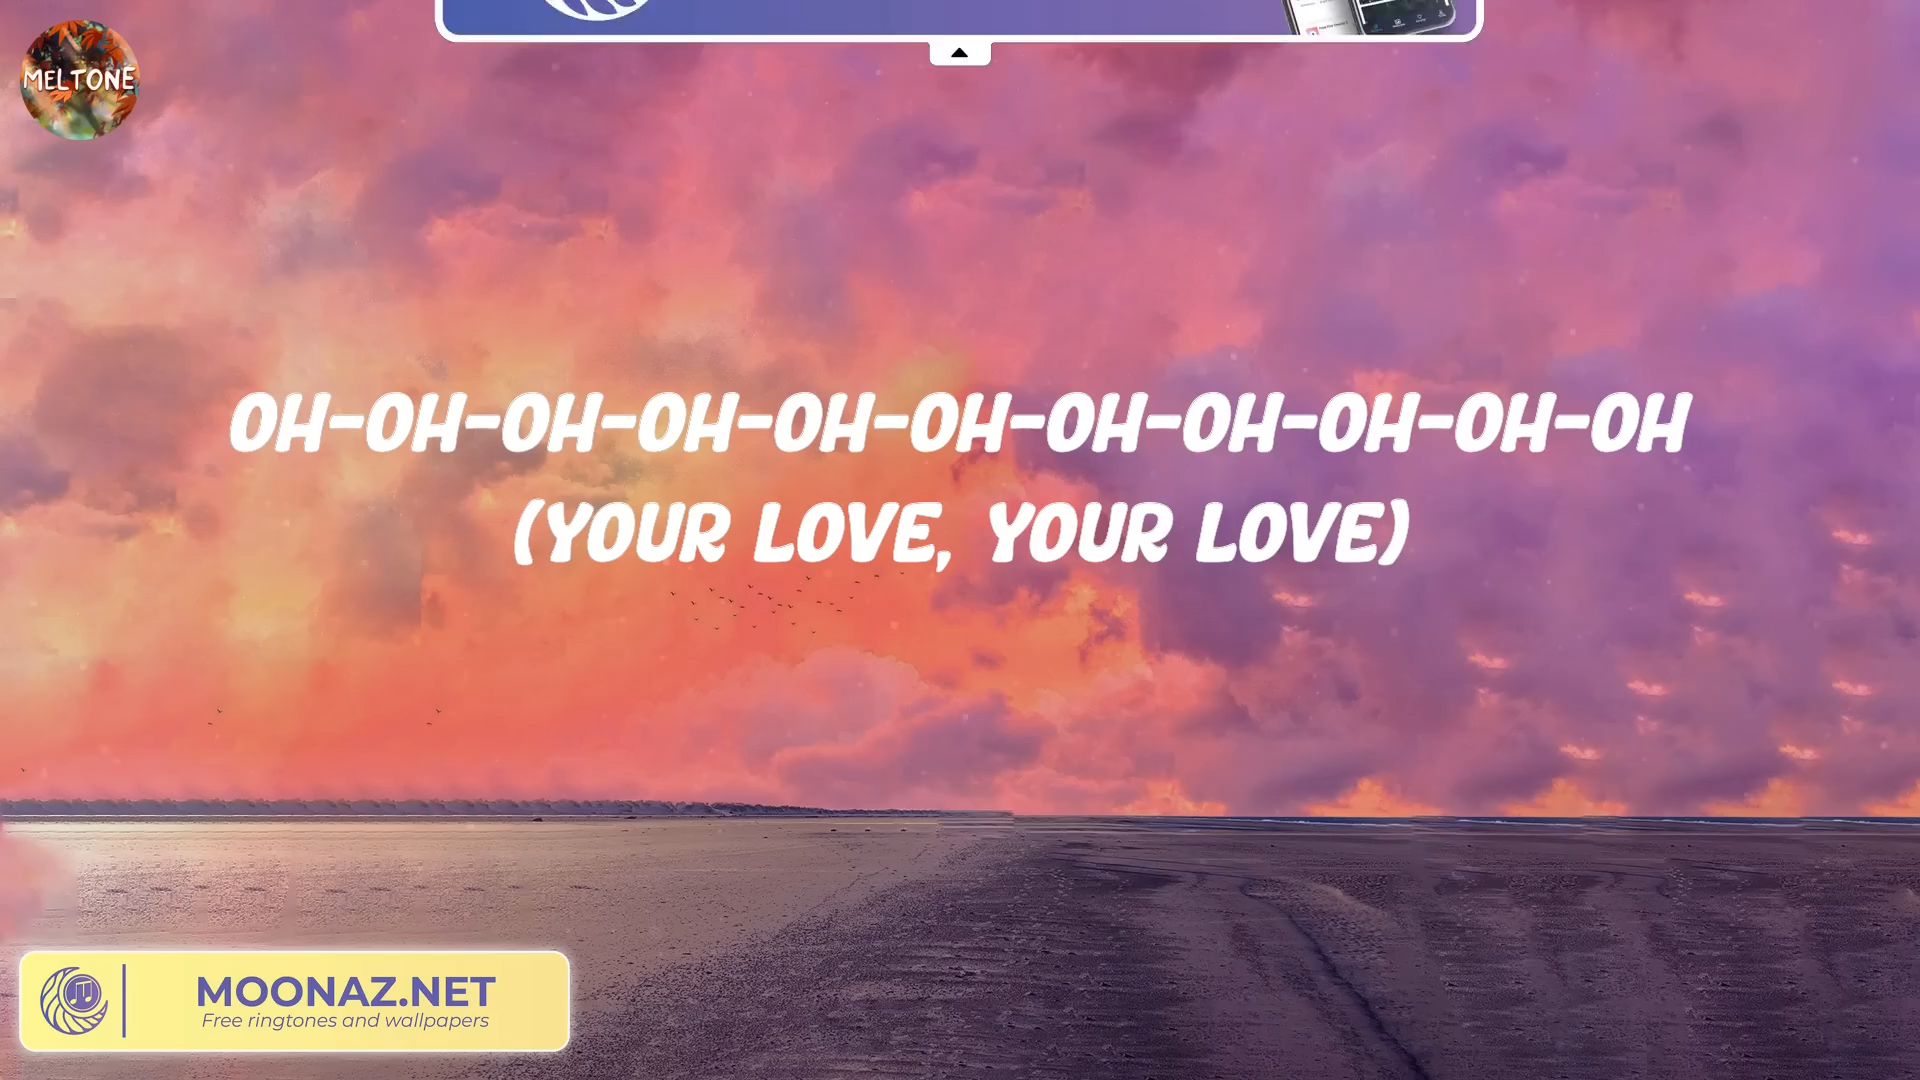 MELTONE
OH-OH-OH-OH-OH-OH-OH-OH-OH-OH-OH
(YOUR LOVE, YOUR LOVE)
MOONAZ.NET
Free ringtones and wallpapers